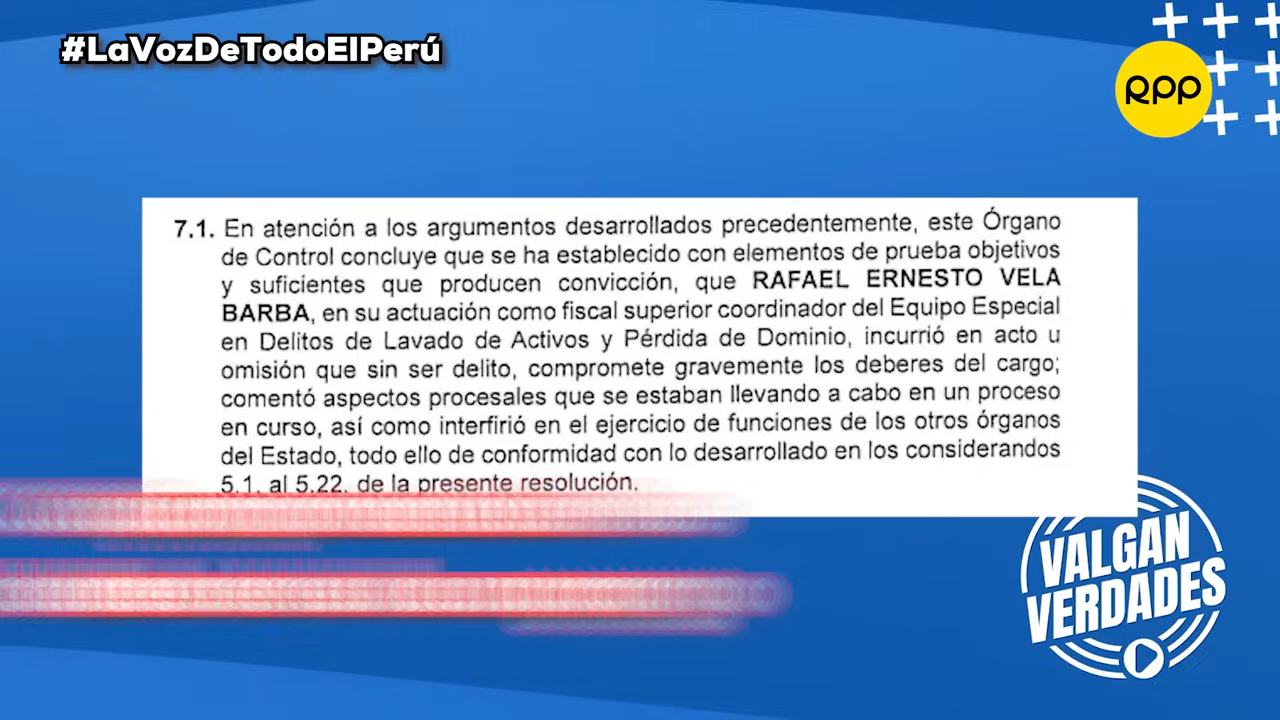 #LaVozDeTodoElPerú
RPP
7.1. En atención a los argumentos desarrollados precedentemente, este Órgano
de Control concluye que se ha establecido con elementos de prueba objetivos
y suficientes que producen convicción, que RAFAEL ERNESTO VELA
BARBA, en su actuación como fiscal superior coordinador del Equipo Especial
en Delitos de Lavado de Activos y Pérdida de Dominio, incurrió en acto u
omisión que sin ser delito, compromete gravemente los deberes del cargo;
comentó aspectos procesales que se estaban llevando a cabo en un proceso
en curso, así como interfirió en el ejercicio de funciones de los otros órganos
del Estado, todo ello de conformidad con lo desarrollado en los considerandos
5.1. al 5.22. de la presente resolución.
VALGAN
VERDADES